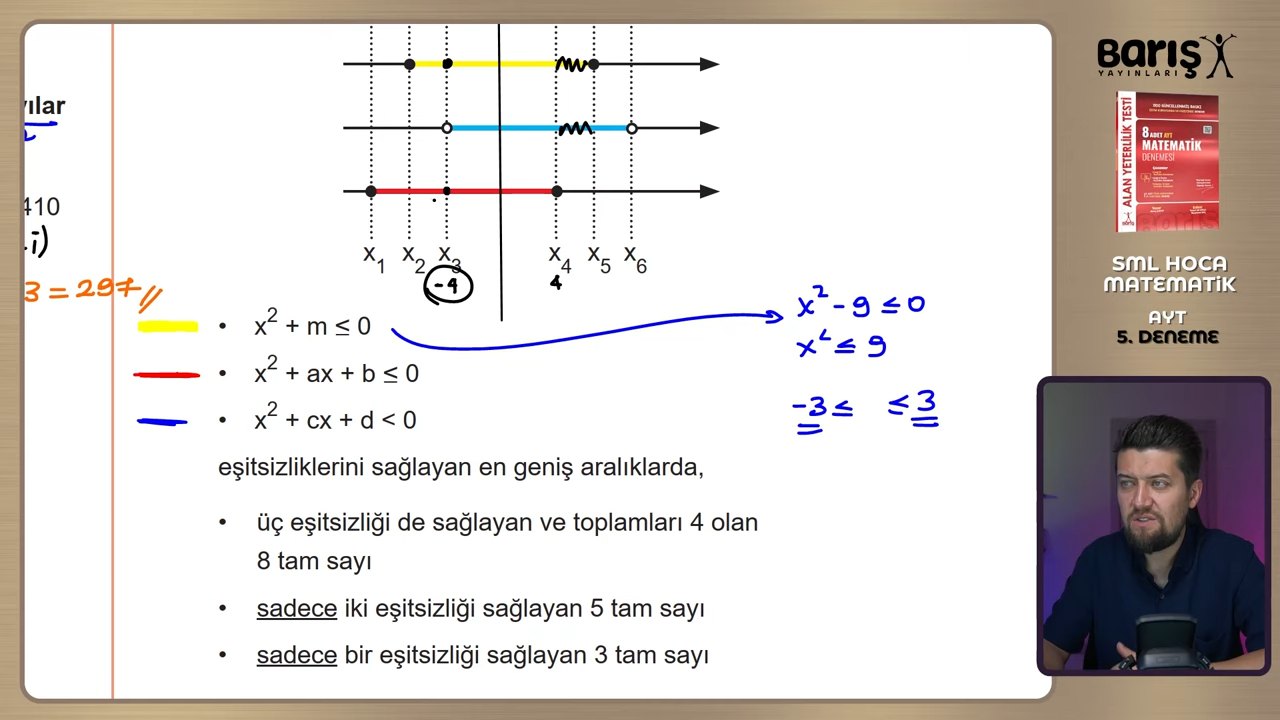 ılar
410
3 = 297 //
x1 x2 x3 x4 x5 x6
-4 4
• x² + m ≤ 0
• x² + ax + b ≤ 0
• x² + cx + d < 0
eşitsizliklerini sağlayan en geniş aralıklarda,
• üç eşitsizliği de sağlayan ve toplamları 4 olan
8 tam sayı
• sadece iki eşitsizliği sağlayan 5 tam sayı
• sadece bir eşitsizliği sağlayan 3 tam sayı
x² - 9 ≤ 0
x² ≤ 9
-3 ≤ ≤ 3
BARIŞ
YAYINLARI
ALAN YETERLİLİK TESTİ
8 ADET AYT
MATEMATİK
DENEMESİ
SML HOCA
MATEMATİK
AYT
5. DENEME